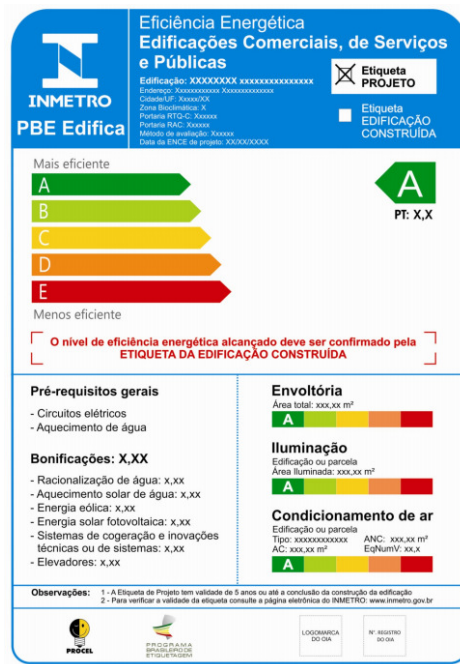 INMETRO
PBE Edifica
Eficiência Energética
Edificações Comerciais, de Serviços
e Públicas
Edificação: XXXXXXXX xxxxxxxxxxxxxxx
Endereço: Xxxxxxxxxxx Xxxxxxxxxxxxx
Cidade/UF: Xxxxx/XX
Zona Bioclimática: X
Portaria RTQ-C: Xxxxxx
Portaria RAC: Xxxxxx
Método de avaliação: Xxxxxx
Data da ENCE de projeto: XX/XX/XXXX
Etiqueta
PROJETO
Etiqueta
EDIFICAÇÃO
CONSTRUÍDA
Mais eficiente
A
B
C
D
E
Menos eficiente
A
PT: X,X
O nível de eficiência energética alcançado deve ser confirmado pela
ETIQUETA DA EDIFICAÇÃO CONSTRUÍDA
Pré-requisitos gerais
- Circuitos elétricos
- Aquecimento de água
Bonificações: X,XX
- Racionalização de água: x,xx
- Aquecimento solar de água: x,xx
- Energia eólica: x,xx
- Energia solar fotovoltaica: x,xx
- Sistemas de cogeração e inovações
técnicas ou de sistemas: x,xx
- Elevadores: x,xx
Envoltória
Área total: xxx,xx m²
A
Iluminação
Edificação ou parcela
Área Iluminada: xxx,xx m²
A
Condicionamento de ar
Edificação ou parcela
Tipo: xxxxxxxxxxxx ANC: xxx,xx m²
AC: xxx,xx m² EqNumV: xx,x
A
Observações: 1 - A Etiqueta de Projeto tem validade de 5 anos ou até a conclusão da construção da edificação
2 - Para verificar a validade da etiqueta consulte a página eletrônica do INMETRO: www.inmetro.gov.br
PROCEL
PROGRAMA
BRASILEIRO DE
ETIQUETAGEM
LOGOMARCA
DO OIA
Nº. REGISTRO
DO OIA